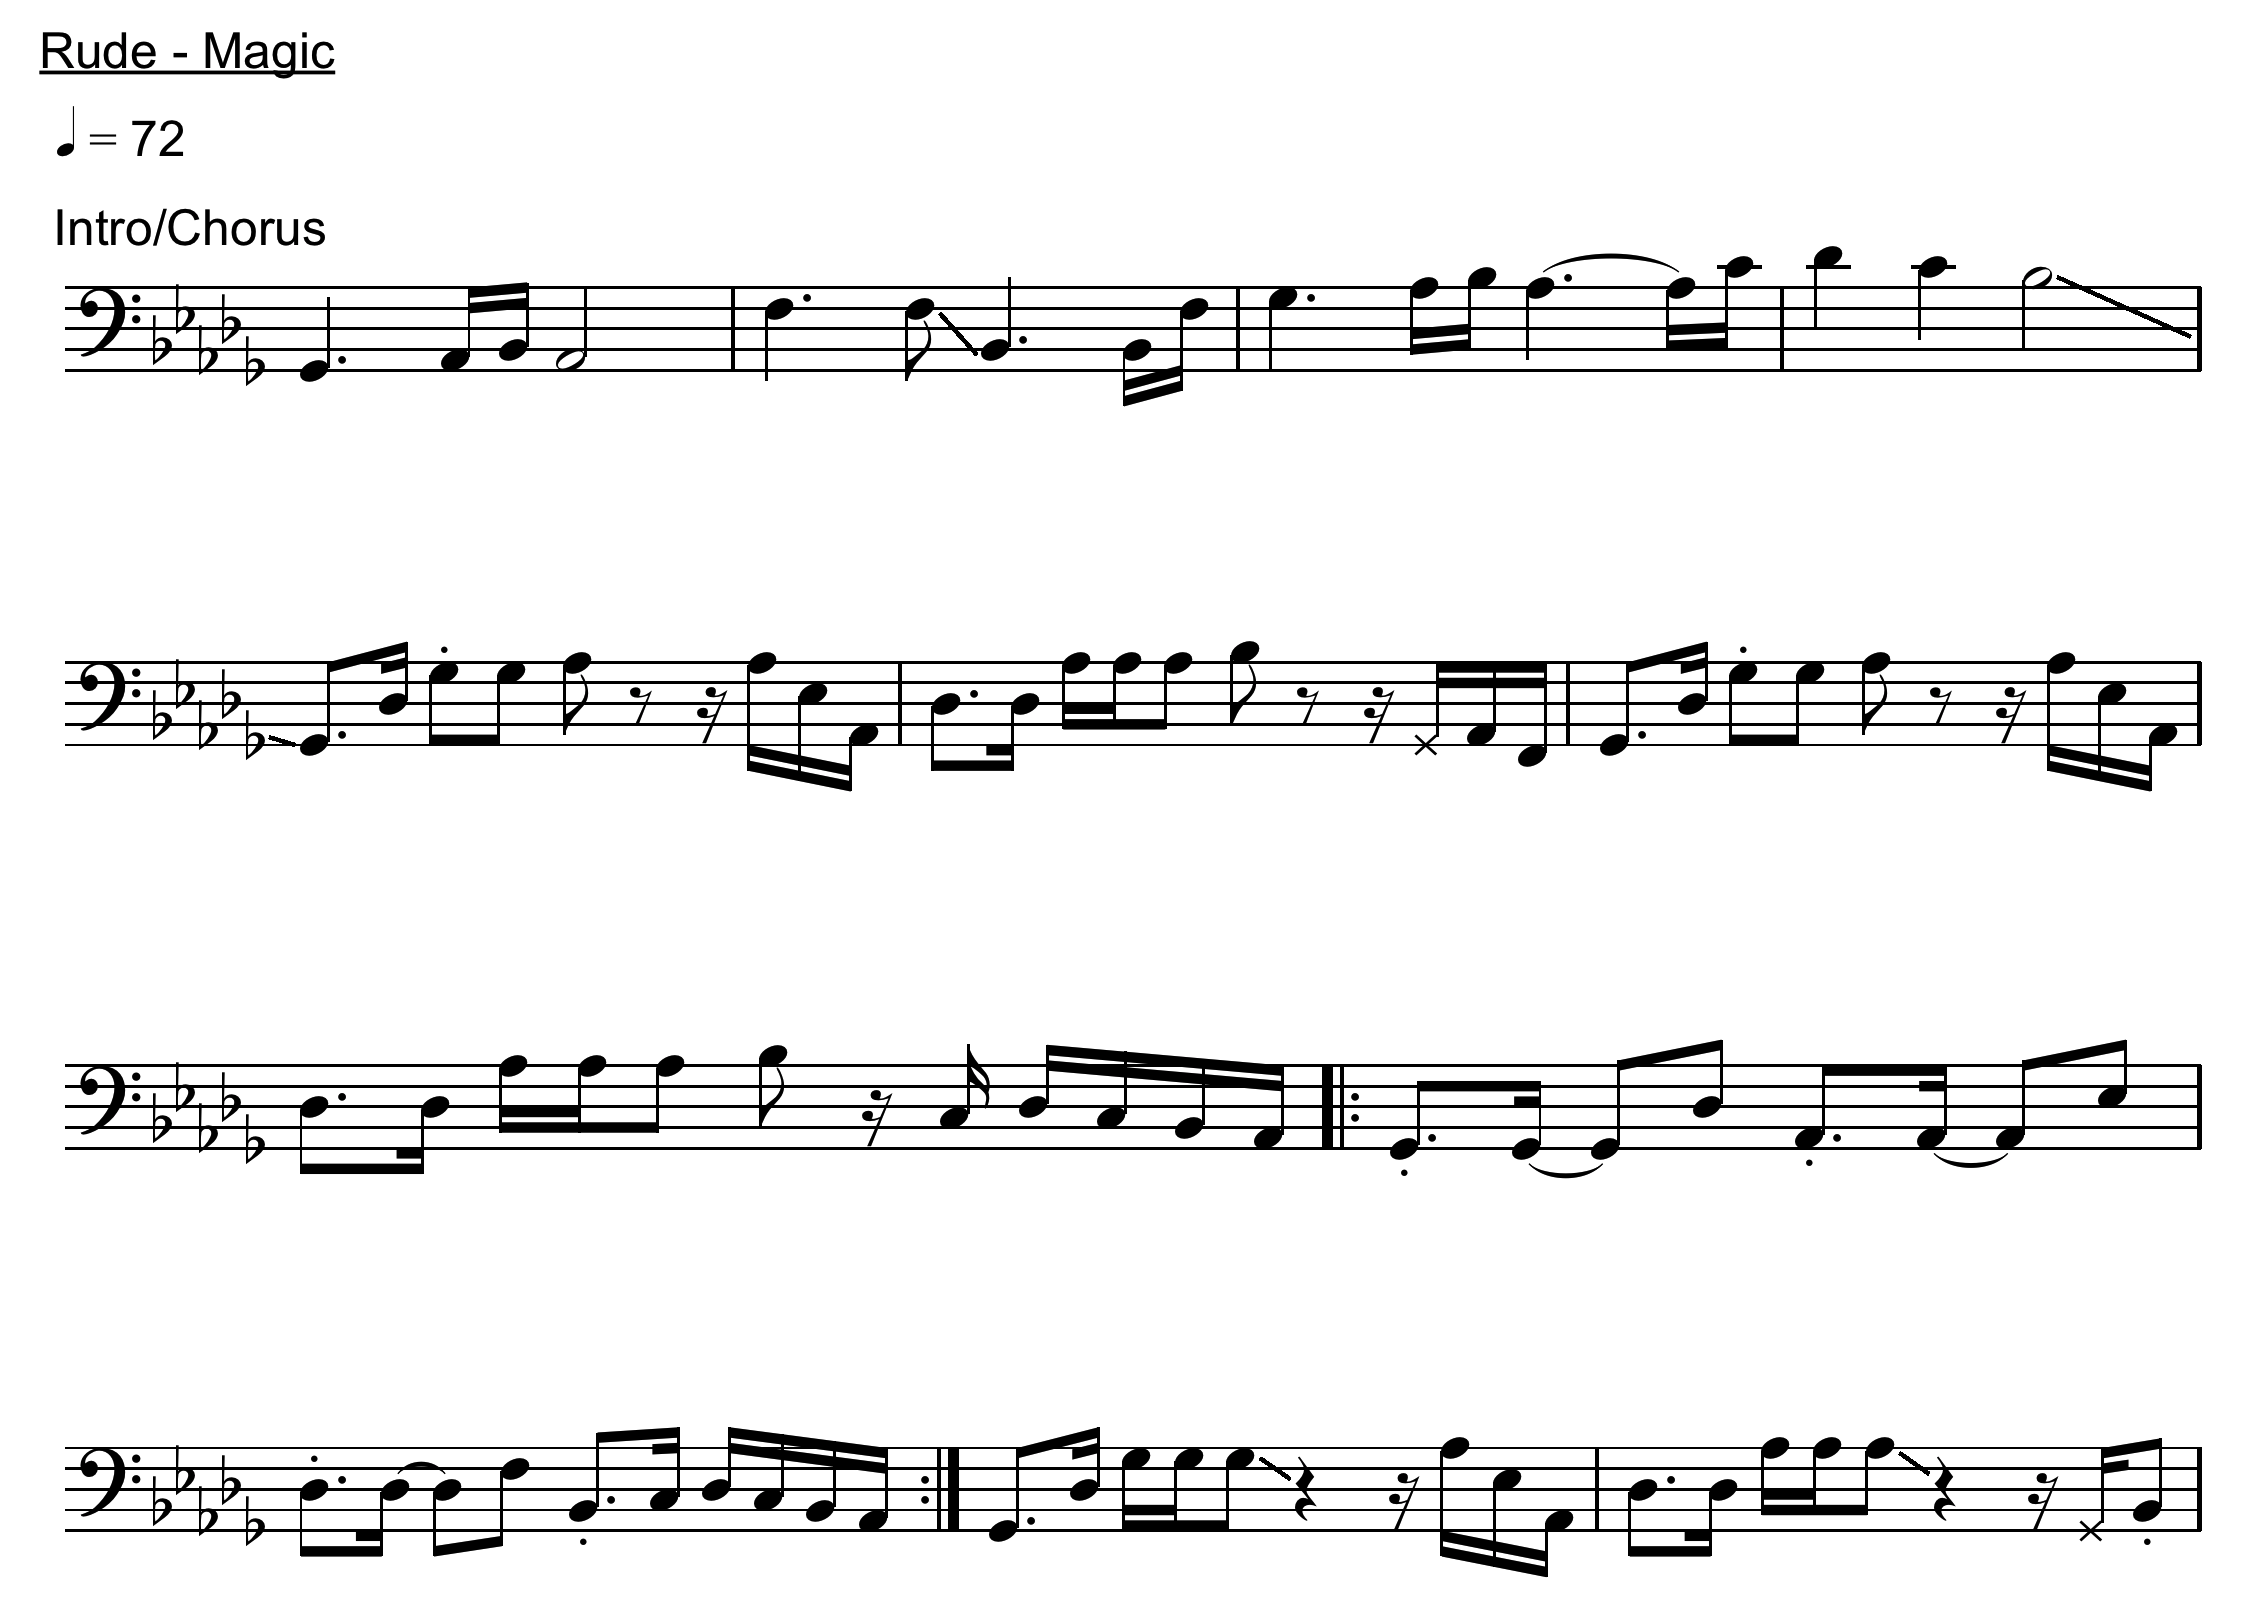 Rude - Magic
♩ = 72
Intro/Chorus